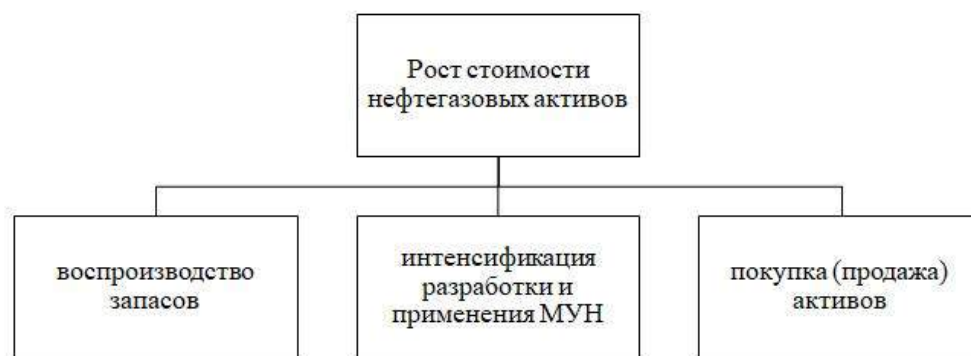 Рост стоимости
нефтегазовых активов
воспроизводство
запасов
интенсификация
разработки и
применения МУН
покупка (продажа)
активов